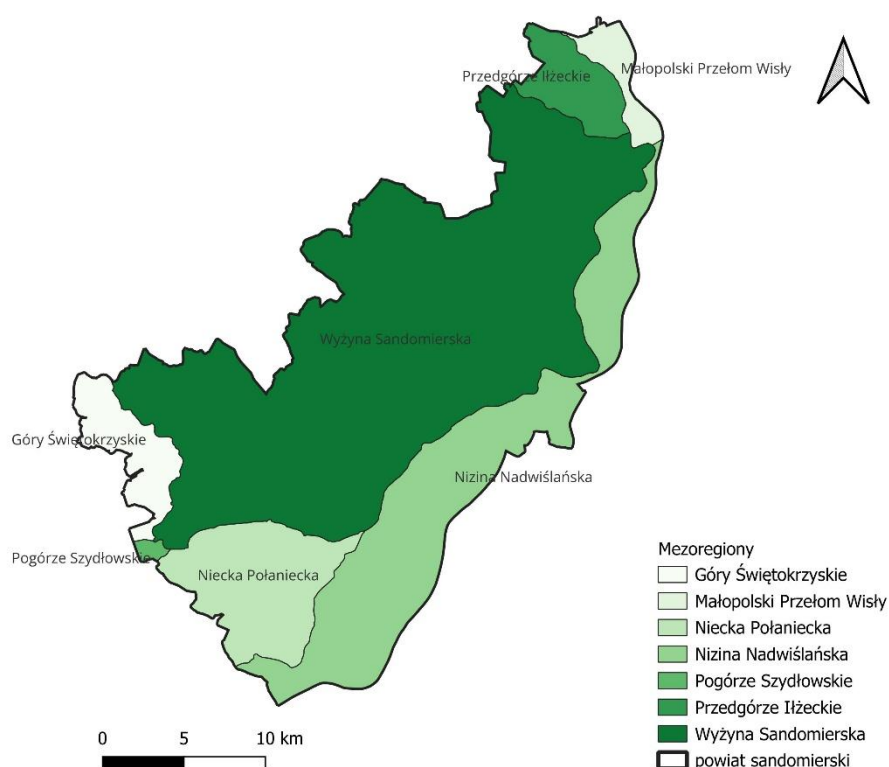 Przedgórze Iłżeckie
Małopolski Przełom Wisły
Wyżyna Sandomierska
Góry Świętokrzyskie
Nizina Nadwiślańska
Pogórze Szydłowskie
Niecka Połaniecka
Mezoregiony
Góry Świętokrzyskie
Małopolski Przełom Wisły
Niecka Połaniecka
Nizina Nadwiślańska
Pogórze Szydłowskie
Przedgórze Iłżeckie
Wyżyna Sandomierska
powiat sandomierski
0 5 10 km